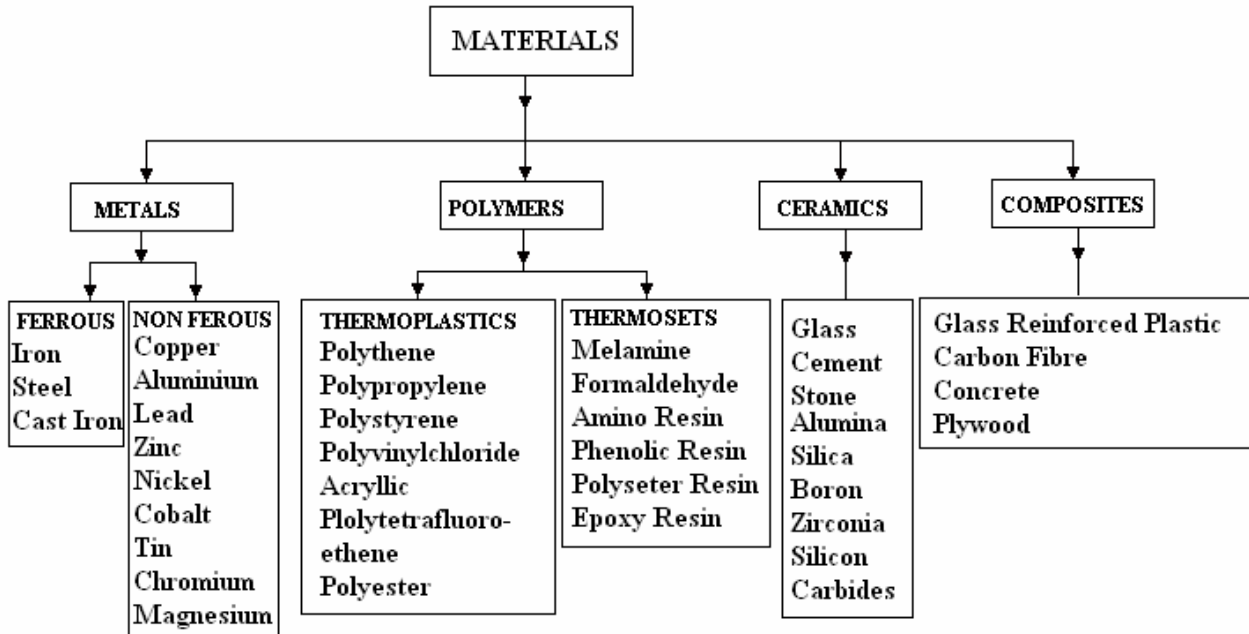 MATERIALS
METALS
POLYMERS
CERAMICS
COMPOSITES
FERROUS
Iron
Steel
Cast Iron
NON FEROUS
Copper
Aluminium
Lead
Zinc
Nickel
Cobalt
Tin
Chromium
Magnesium
THERMOPLASTICS
Polythene
Polypropylene
Polystyrene
Polyvinylchloride
Acryllic
Plolytetrafluoro-
ethene
Polyester
THERMOSETS
Melamine
Formaldehyde
Amino Resin
Phenolic Resin
Polyseter Resin
Epoxy Resin
Glass
Cement
Stone
Alumina
Silica
Boron
Zirconia
Silicon
Carbides
Glass Reinforced Plastic
Carbon Fibre
Concrete
Plywood